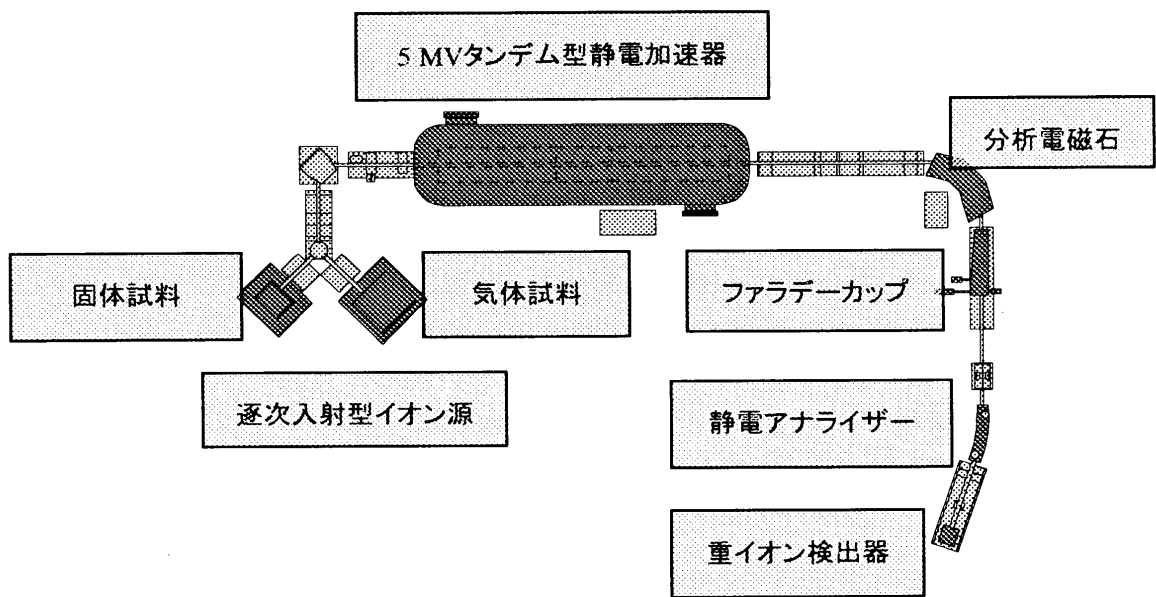 5 MVタンデム型静電加速器
分析電磁石
固体試料
気体試料
ファラデーカップ
逐次入射型イオン源
静電アナライザー
重イオン検出器